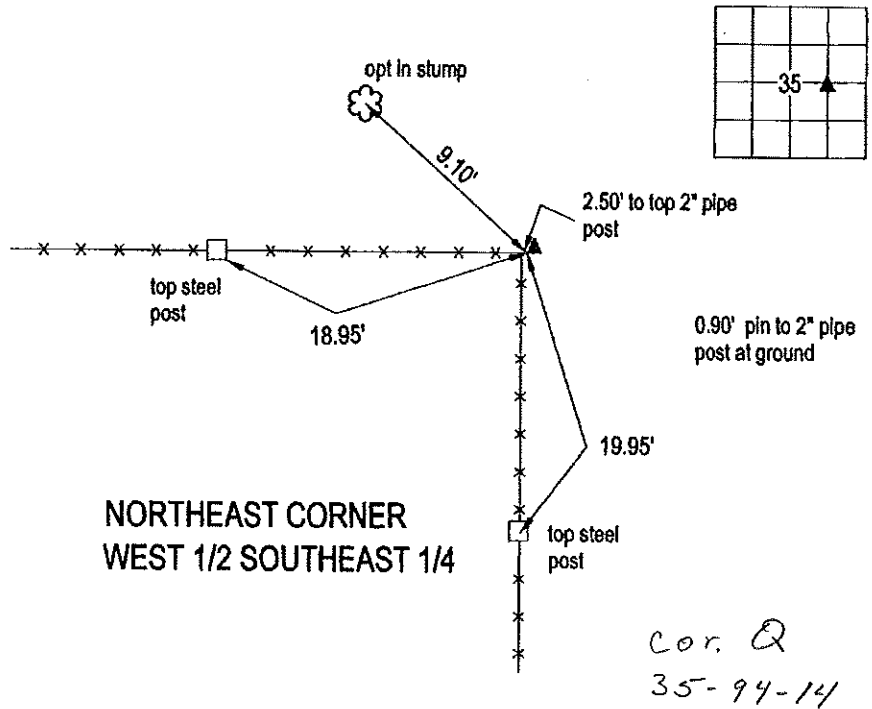 opt in stump
35
9.10'
2.50' to top 2" pipe
post
top steel
post
18.95'
0.90' pin to 2" pipe
post at ground
19.95'
NORTHEAST CORNER
WEST 1/2 SOUTHEAST 1/4
top steel
post
Cor. Q
35-94-14